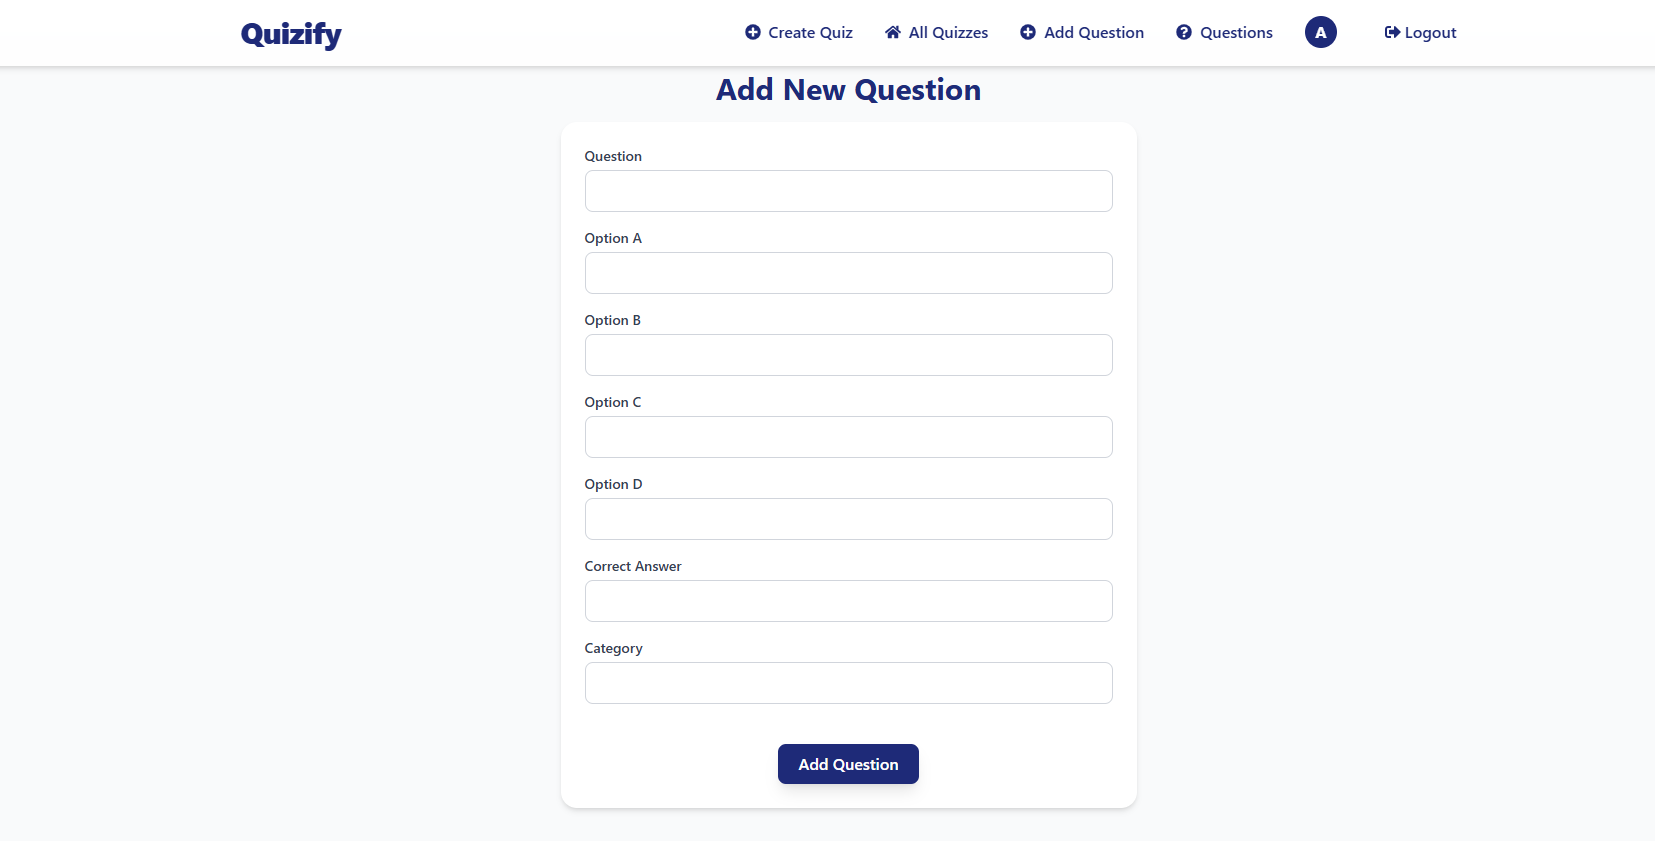 Quizify
Create Quiz
All Quizzes
Add Question
Questions
A
Logout
Add New Question
Question
Option A
Option B
Option C
Option D
Correct Answer
Category
Add Question